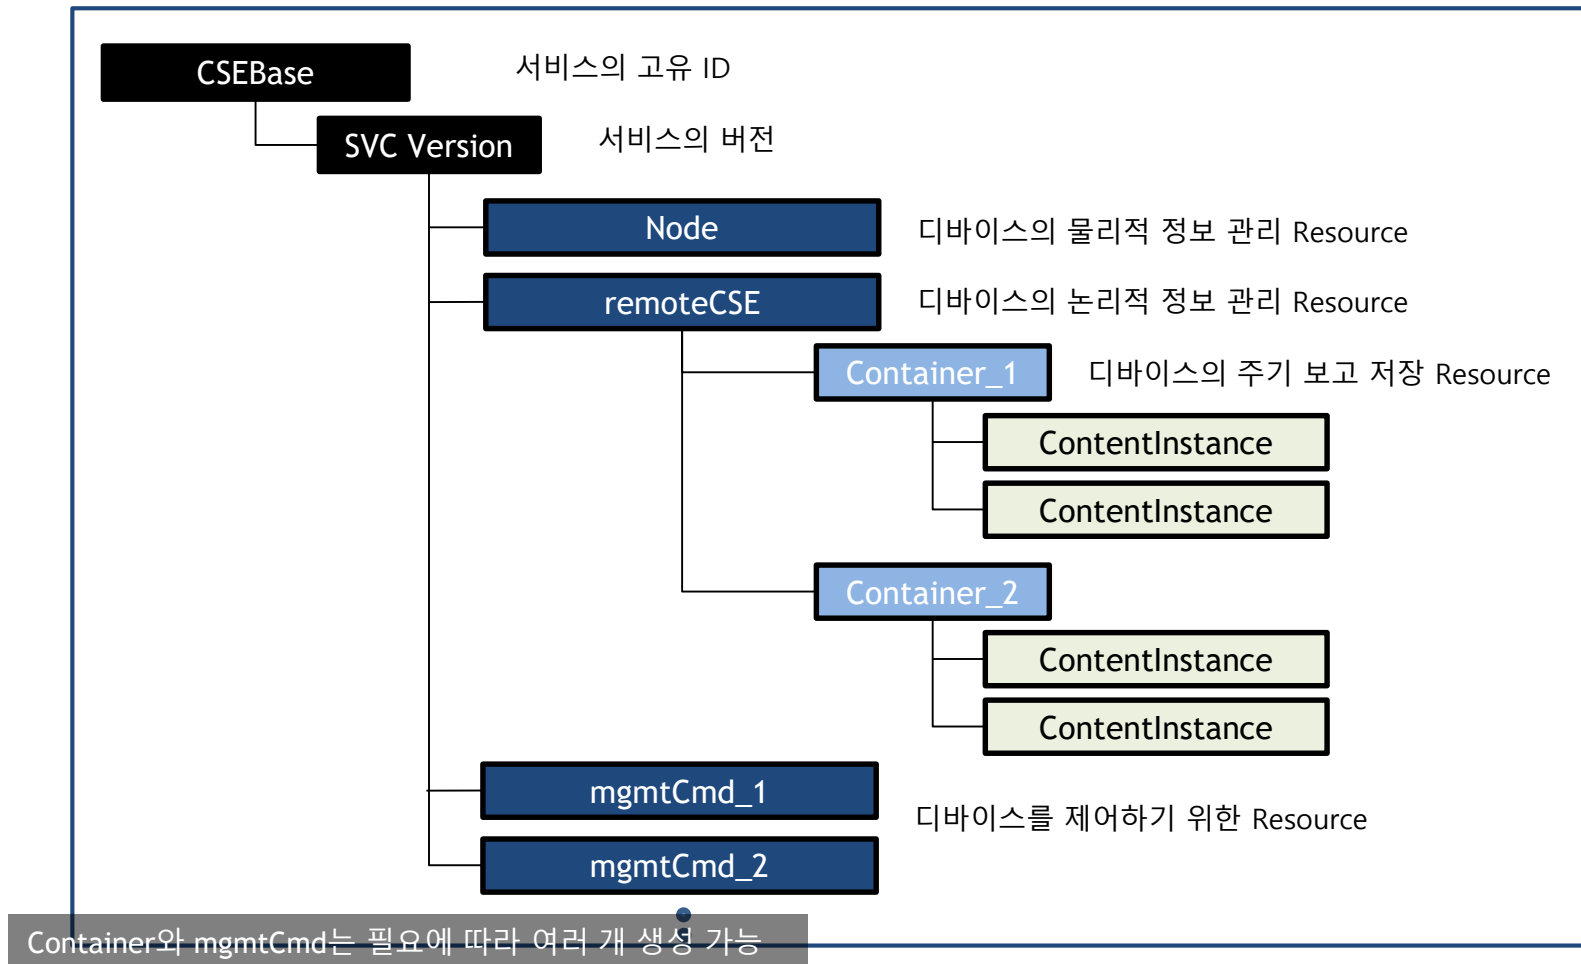 CSEBase
서비스의 고유 ID
SVC Version
서비스의 버전
Node
디바이스의 물리적 정보 관리 Resource
remoteCSE
디바이스의 논리적 정보 관리 Resource
Container_1
디바이스의 주기 보고 저장 Resource
ContentInstance
ContentInstance
Container_2
ContentInstance
ContentInstance
mgmtCmd_1
디바이스를 제어하기 위한 Resource
mgmtCmd_2
Container와 mgmtCmd는 필요에 따라 여러 개 생성 가능